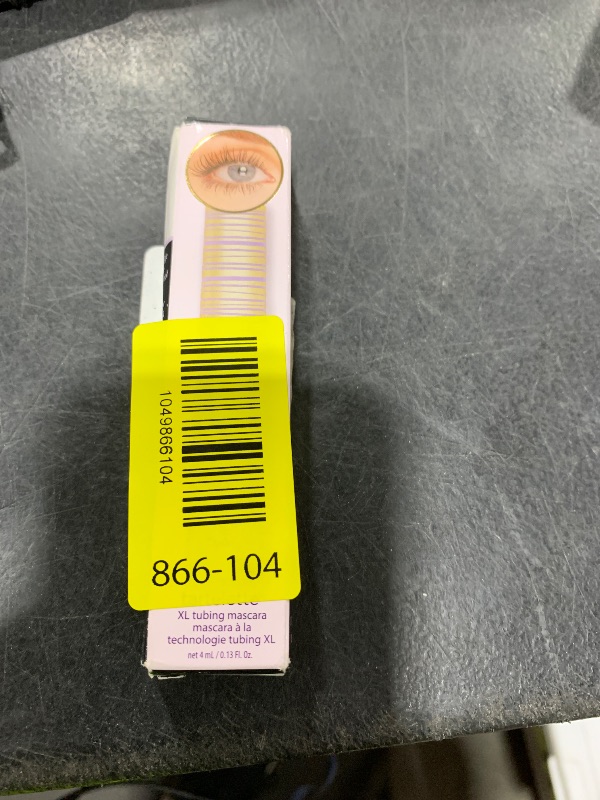 1049866104
866-104
XL tubing mascara
mascara à la
technologie tubing XL
net 4 mL / 0.13 Fl. Oz.